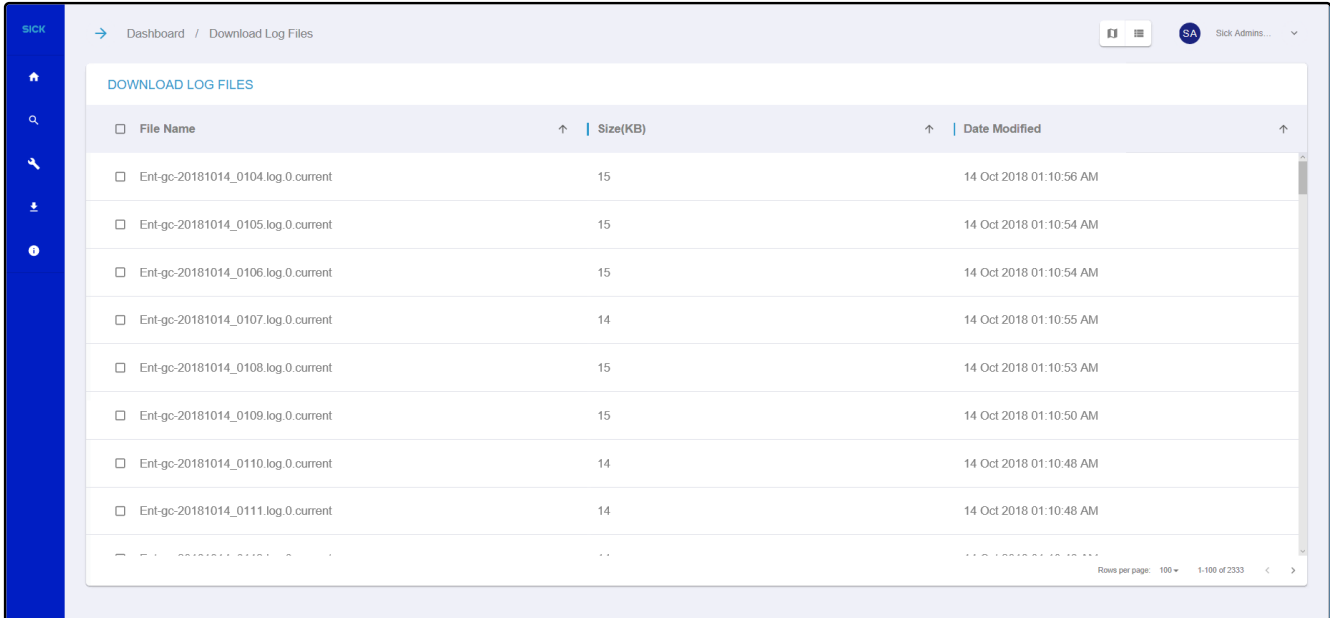 SICK
Dashboard / Download Log Files
SA
Sick Admins...
DOWNLOAD LOG FILES
File Name Size(KB) Date Modified
Ent-gc-20181014_0104.log.0.current 15 14 Oct 2018 01:10:56 AM
Ent-gc-20181014_0105.log.0.current 15 14 Oct 2018 01:10:54 AM
Ent-gc-20181014_0106.log.0.current 15 14 Oct 2018 01:10:54 AM
Ent-gc-20181014_0107.log.0.current 14 14 Oct 2018 01:10:55 AM
Ent-gc-20181014_0108.log.0.current 15 14 Oct 2018 01:10:53 AM
Ent-gc-20181014_0109.log.0.current 15 14 Oct 2018 01:10:50 AM
Ent-gc-20181014_0110.log.0.current 14 14 Oct 2018 01:10:48 AM
Ent-gc-20181014_0111.log.0.current 14 14 Oct 2018 01:10:48 AM
Rows per page: 100 1-100 of 2333